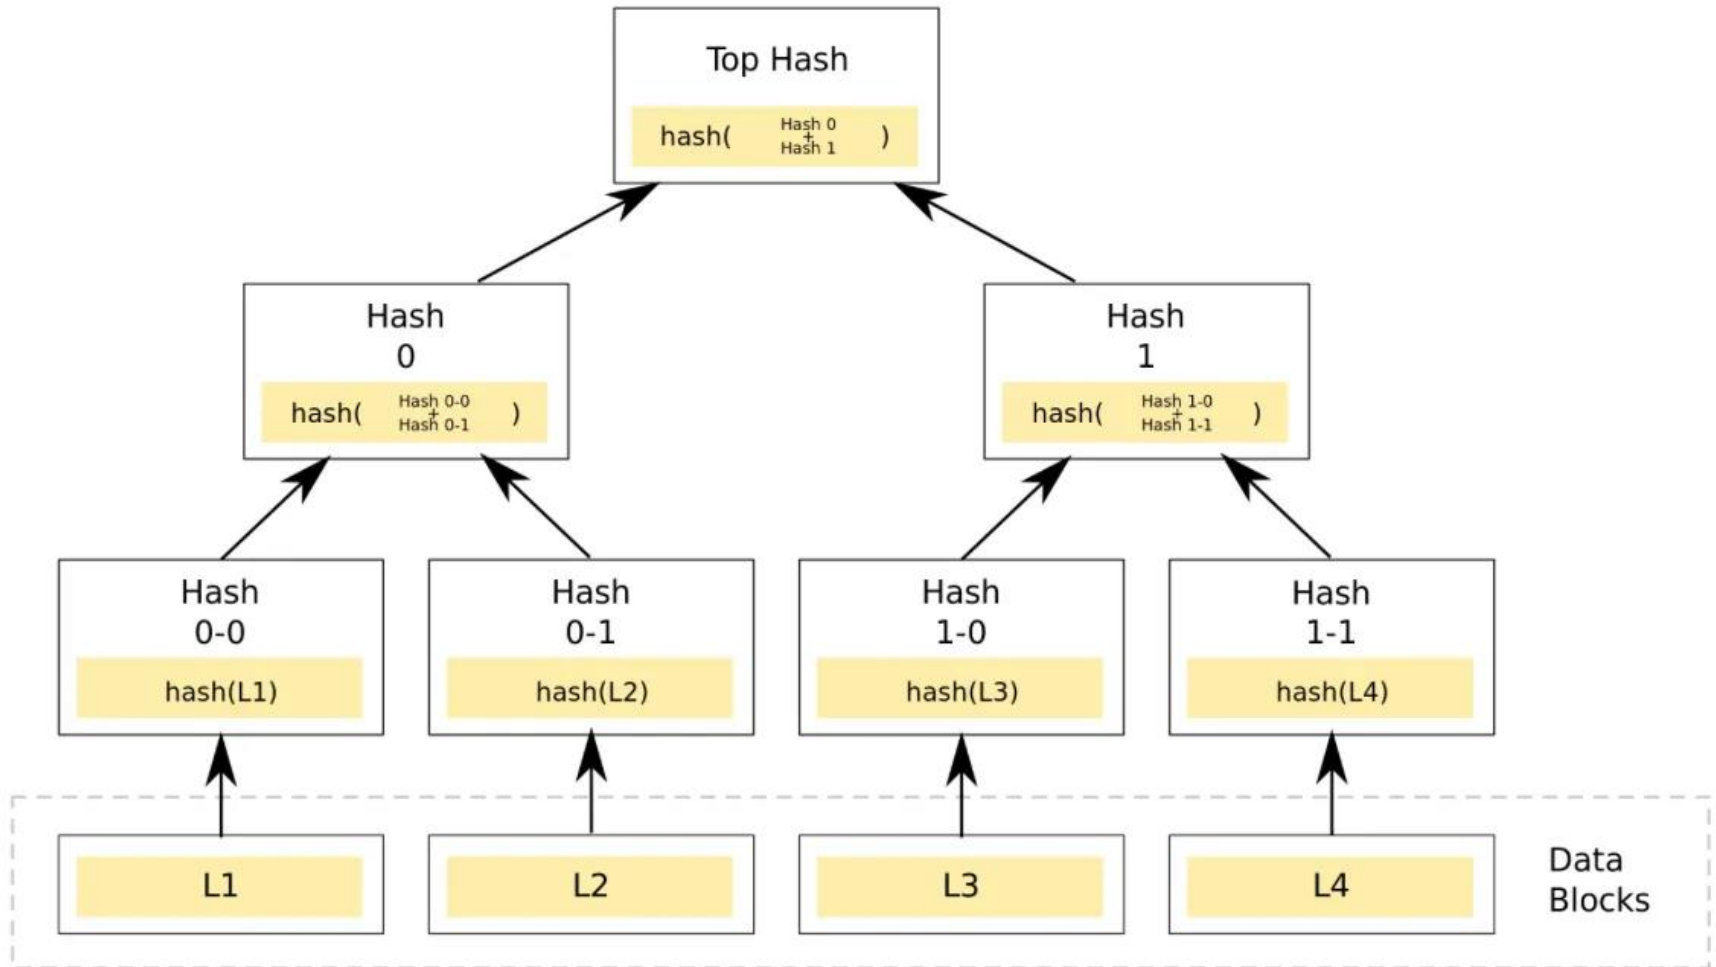 Top Hash
Hash 0
hash( + )
Hash 1
Hash
0
Hash 0-0
hash( + )
Hash 0-1
Hash
1
Hash 1-0
hash( + )
Hash 1-1
Hash
0-0
hash(L1)
Hash
0-1
hash(L2)
Hash
1-0
hash(L3)
Hash
1-1
hash(L4)
L1
L2
L3
L4
Data
Blocks